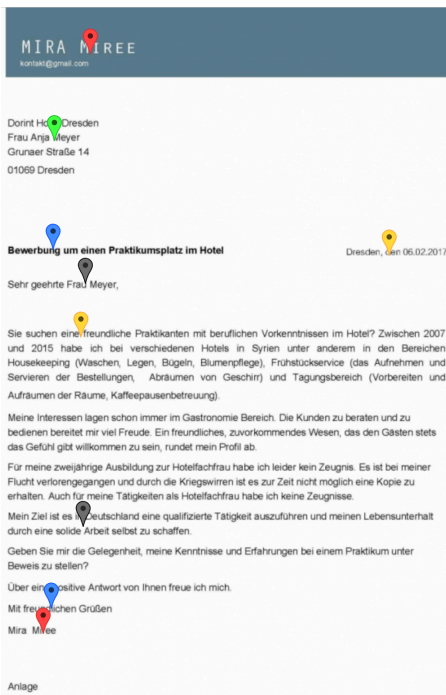 MIRA MIREE
kontakt@gmail.com
Dorint Dresden
Frau Anja Meyer
Grunaer Straße 14
01069 Dresden
Bewerbung um einen Praktikumsplatz im Hotel
Dresden, den 06.02.2017
Sehr geehrte Frau Meyer,
Sie suchen eine freundliche Praktikanten mit beruflichen Vorkenntnissen im Hotel? Zwischen 2007
und 2015 habe ich bei verschiedenen Hotels in Syrien unter anderem in den Bereichen
Housekeeping (Waschen, Legen, Bügeln, Blumenpflege), Frühstückservice (das Aufnehmen und
Servieren der Bestellungen, Abräumen von Geschirr) und Tagungsbereich (Vorbereiten und
Aufräumen der Räume, Kaffeepausenbetreuung).
Meine Interessen lagen schon immer im Gastronomie Bereich. Die Kunden zu beraten und zu
bedienen bereitet mir viel Freude. Ein freundliches, zuvorkommendes Wesen, das den Gästen stets
das Gefühl gibt willkommen zu sein, rundet mein Profil ab.
Für meine zweijährige Ausbildung zur Hotelfachfrau habe ich leider kein Zeugnis. Es ist bei meiner
Flucht verlorengegangen und durch die Kriegswirren ist es zur Zeit nicht möglich eine Kopie zu
erhalten. Auch für meine Tätigkeiten als Hotelfachfrau habe ich keine Zeugnisse.
Mein Ziel ist es in Deutschland eine qualifizierte Tätigkeit auszuführen und meinen Lebensunterhalt
durch eine solide Arbeit selbst zu schaffen.
Geben Sie mir die Gelegenheit, meine Kenntnisse und Erfahrungen bei einem Praktikum unter
Beweis zu stellen?
Über eine positive Antwort von Ihnen freue ich mich.
Mit freundlichen Grüßen
Mira Miree
Anlage